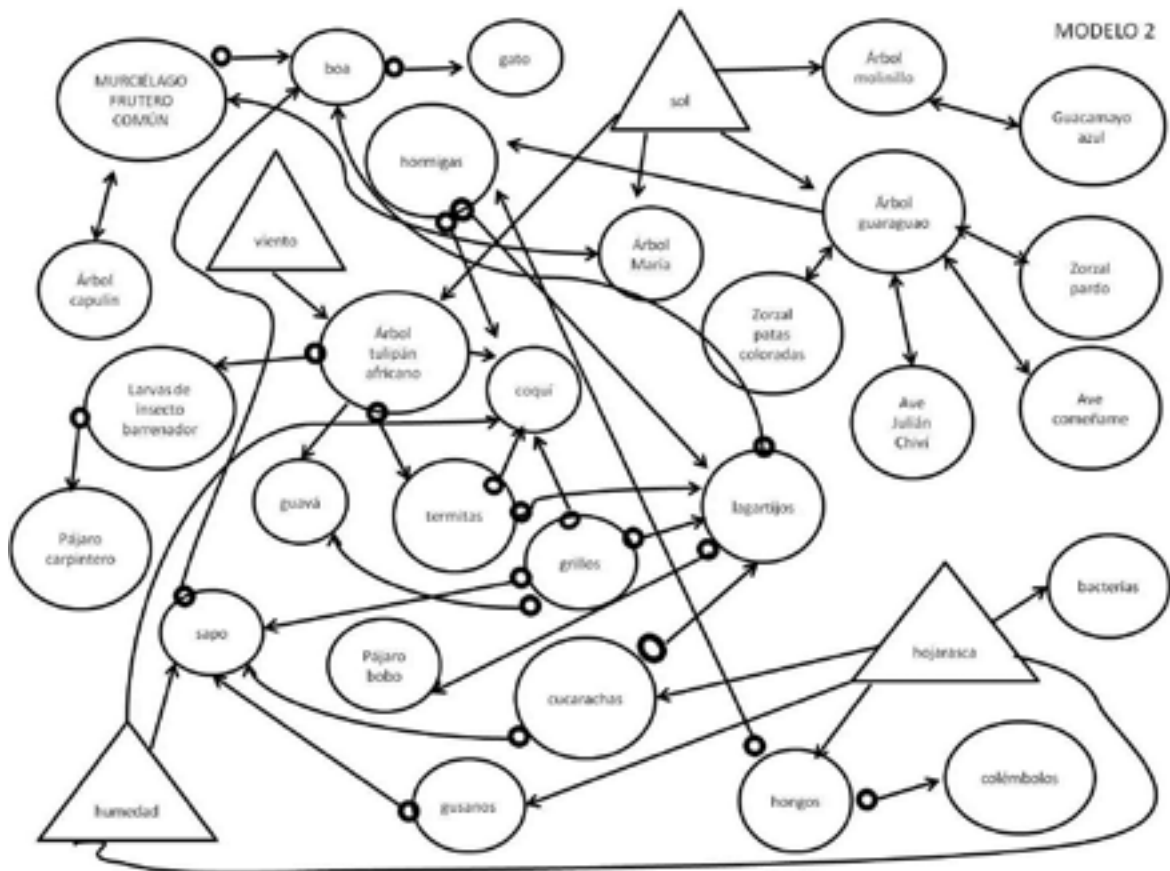 MODELO 2
MURCIÉLAGO
FRUTERO
COMÚN
boa
gato
sol
Árbol
molinillo
Guacamayo
azul
hormigas
viento
Árbol
guaraguao
Árbol
María
Zorzal
pardo
Árbol
capulín
Zorzal
patas
coloradas
Árbol
tulipán
africano
coquí
Larvas de
insecto
barrenador
Ave
Julián
Chiví
Ave
comeñame
guavá
termitas
lagartijos
Pájaro
carpintero
grillos
bacterias
sapo
Pájaro
bobo
hojarasca
cucarachas
humedad
gusanos
hongos
colémbolos